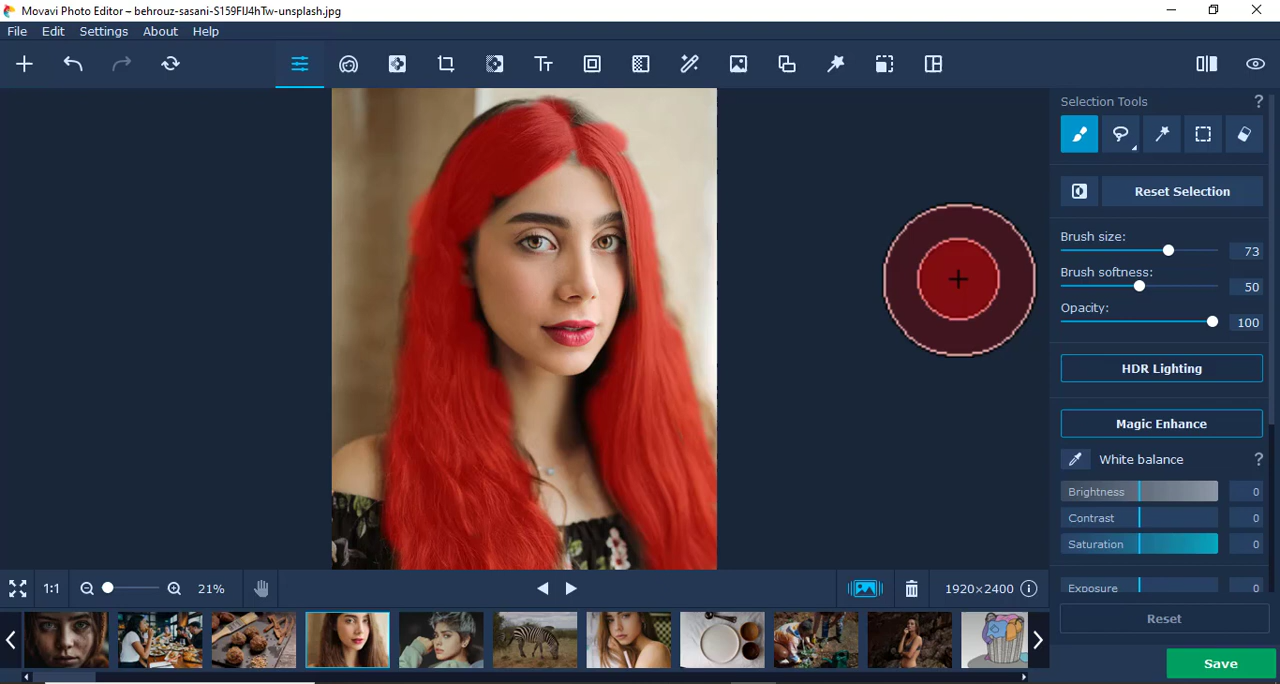 Movavi Photo Editor – behrouz-sasani-S159FlJ4hTw-unsplash.jpg
File Edit Settings About Help
Selection Tools ?
Reset Selection
Brush size:
73
Brush softness:
50
Opacity:
100
HDR Lighting
Magic Enhance
White balance ?
Brightness 0
Contrast 0
Saturation 0
Exposure 0
Reset
1:1 21% 1920×2400
Save